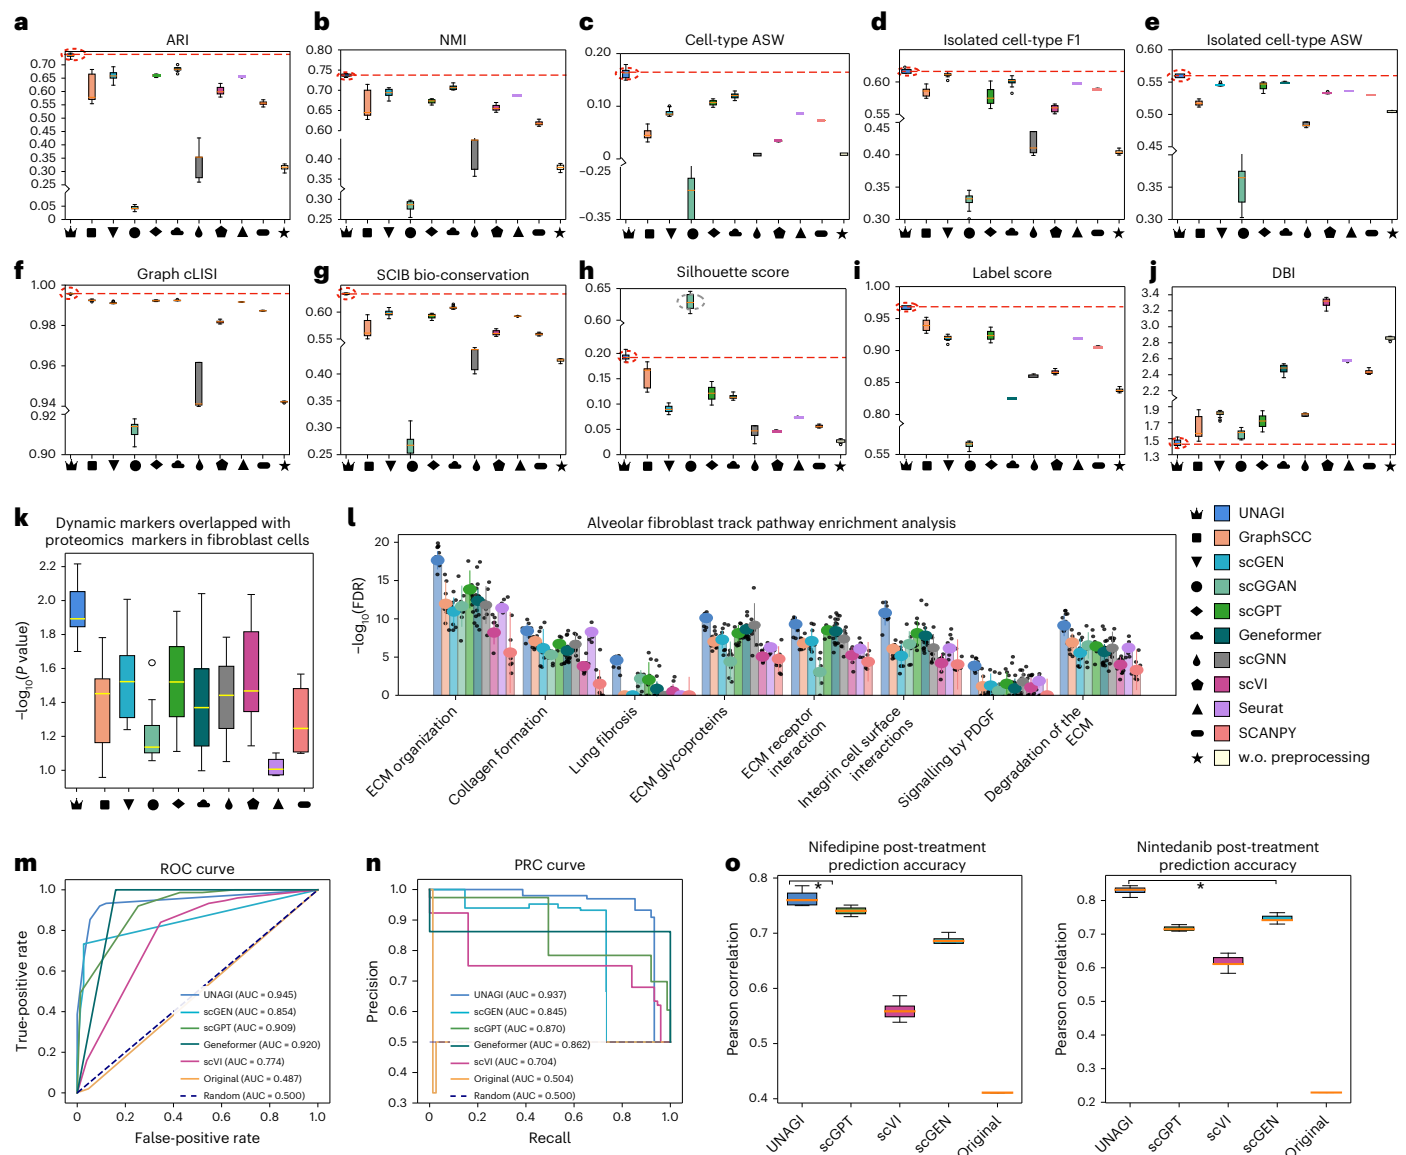 a
ARI
0.70
0.65
0.60
0.55
0.50
0.45
0.40
0.35
0.30
0.25
0.05
0
b
NMI
0.80
0.75
0.70
0.65
0.60
0.40
0.35
0.30
0.25
c
Cell-type ASW
0.20
0.10
0
−0.25
−0.35
d
Isolated cell-type F1
0.60
0.55
0.45
0.40
0.35
0.30
e
Isolated cell-type ASW
0.60
0.55
0.50
0.45
0.35
0.30
f
Graph cLISI
1.00
0.98
0.96
0.94
0.92
0.90
g
SCIB bio-conservation
0.60
0.55
0.40
0.35
0.30
0.25
h
Silhouette score
0.65
0.60
0.20
0.15
0.10
0.05
0
i
Label score
1.00
0.95
0.90
0.85
0.80
0.55
j
DBI
3.4
3.2
3.0
2.8
2.6
2.4
2.2
1.9
1.7
1.5
1.3
k
Dynamic markers overlapped with
proteomics markers in fibroblast cells
−log10(P value)
2.2
2.0
1.8
1.6
1.4
1.2
1.0
l
Alveolar fibroblast track pathway enrichment analysis
−log10(FDR)
20
15
10
5
0
ECM organization
Collagen formation
Lung fibrosis
ECM glycoproteins
ECM receptor
interaction
Integrin cell surface
interactions
Signalling by PDGF
Degradation of the
ECM
UNAGI
GraphSCC
scGEN
scGGAN
scGPT
Geneformer
scGNN
scVI
Seurat
SCANPY
w.o. preprocessing
m
ROC curve
True-positive rate
1.0
0.8
0.6
0.4
0.2
0
UNAGI (AUC = 0.945)
scGEN (AUC = 0.854)
scGPT (AUC = 0.909)
Geneformer (AUC = 0.920)
scVI (AUC = 0.774)
Original (AUC = 0.487)
Random (AUC = 0.500)
0 0.2 0.4 0.6 0.8 1.0
False-positive rate
n
PRC curve
Precision
1.0
0.9
0.8
0.7
0.6
0.5
0.4
0.3
UNAGI (AUC = 0.937)
scGEN (AUC = 0.845)
scGPT (AUC = 0.870)
Geneformer (AUC = 0.862)
scVI (AUC = 0.704)
Original (AUC = 0.504)
Random (AUC = 0.500)
0 0.2 0.4 0.6 0.8 1.0
Recall
o
Nifedipine post-treatment
prediction accuracy
Pearson correlation
0.8
0.7
0.6
0.5
0.4
*
UNAGI
scGPT
scVI
scGEN
Original
Nintedanib post-treatment
prediction accuracy
Pearson correlation
0.8
0.7
0.6
0.5
0.4
0.3
0.2
*
UNAGI
scGPT
scVI
scGEN
Original